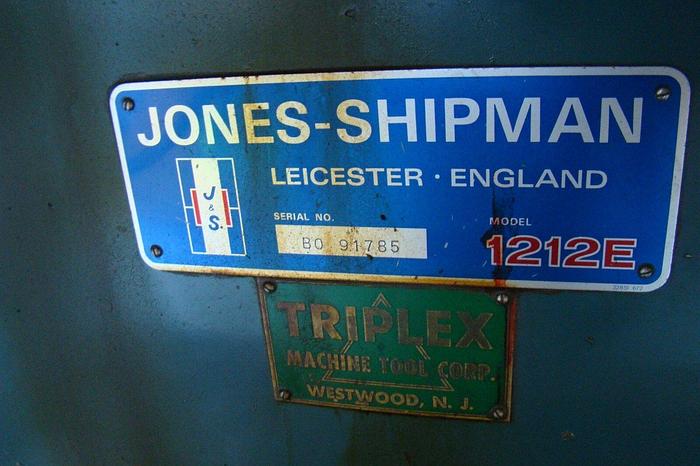 JONES-SHIPMAN
LEICESTER · ENGLAND
J
&
S.
SERIAL NO.
BO 91785
MODEL
1212E
TRIPLEX
MACHINE TOOL CORP.
WESTWOOD, N. J.